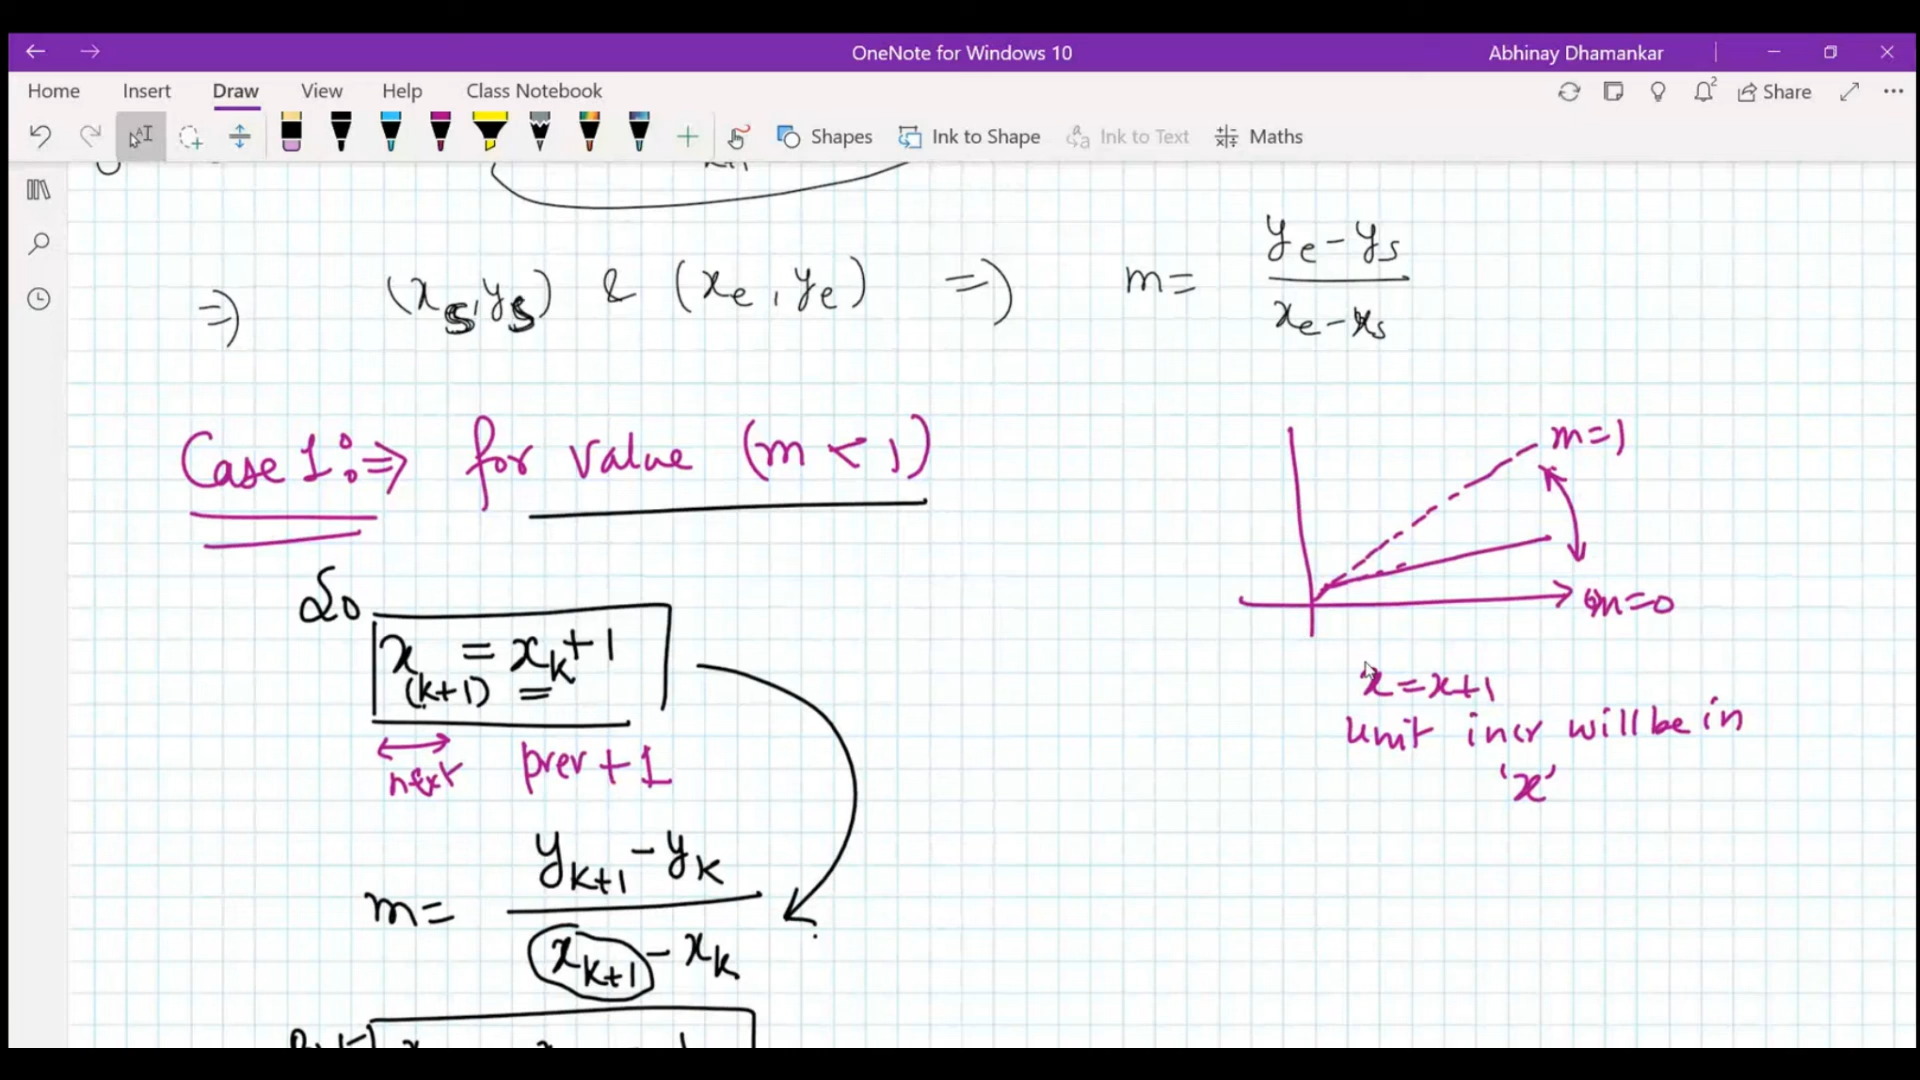 OneNote for Windows 10
Abhinay Dhamankar
Home Insert Draw View Help Class Notebook
2 Share
Shapes Ink to Shape Ink to Text Maths
=> (xs, ys) & (xe, ye) => m = ye - ys / xe - xs
Case 1: => for value (m < 1)
m=1
m=0
So
x(k+1) = xk + 1
=
next prev + 1
x = x+1
Unit incr will be in
'x'
m = yk+1 - yk / xk+1 - xk